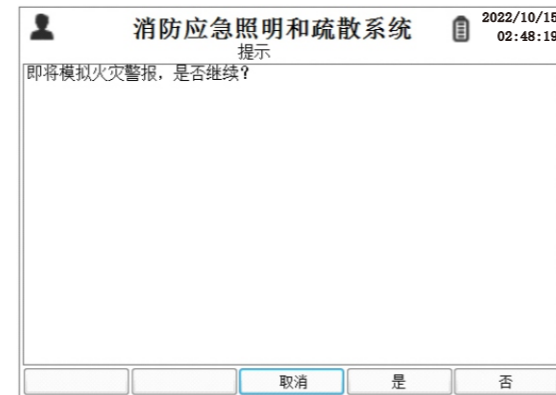 消防应急照明和疏散系统
2022/10/15
02:48:19
提示
即将模拟火灾警报，是否继续？
取消
是
否